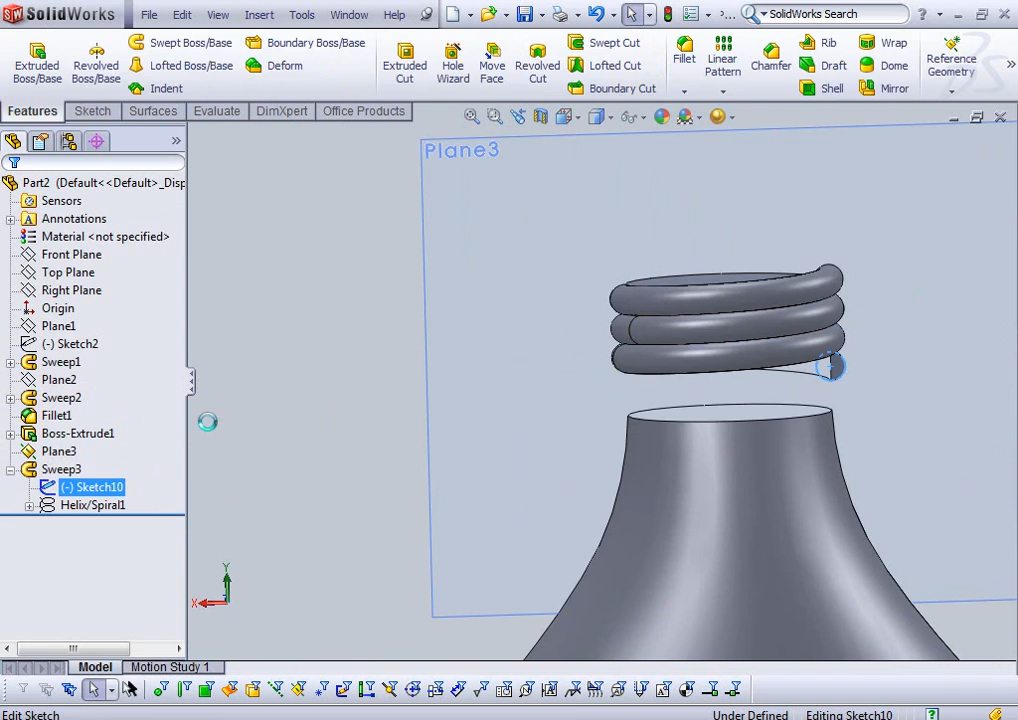 SOLIDWORKS File Edit View Insert Tools Window Help SolidWorks Search
Extruded Boss/Base
Revolved Boss/Base
Swept Boss/Base
Lofted Boss/Base
Indent
Boundary Boss/Base
Deform
Extruded Cut
Hole Wizard
Move Face
Revolved Cut
Swept Cut
Lofted Cut
Boundary Cut
Fillet
Linear Pattern
Chamfer
Rib
Draft
Shell
Wrap
Dome
Mirror
Reference Geometry
Features Sketch Surfaces Evaluate DimXpert Office Products
Plane3
Part2 (Default<<Default>_Disp
Sensors
Annotations
Material <not specified>
Front Plane
Top Plane
Right Plane
Origin
Plane1
(-) Sketch2
Sweep1
Plane2
Sweep2
Fillet1
Boss-Extrude1
Plane3
Sweep3
(-) Sketch10
Helix/Spiral1
Y
X
Model Motion Study 1
Edit Sketch Under Defined Editing Sketch10